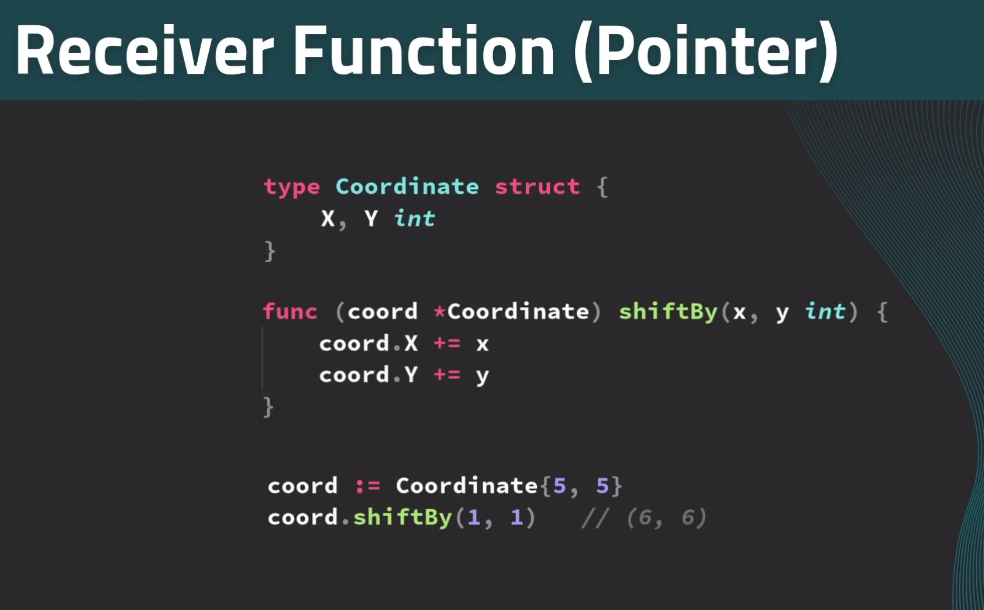 Receiver Function (Pointer)
type Coordinate struct {
    X, Y int
}
func (coord *Coordinate) shiftBy(x, y int) {
    coord.X += x
    coord.Y += y
}
coord := Coordinate{5, 5}
coord.shiftBy(1, 1)   // (6, 6)